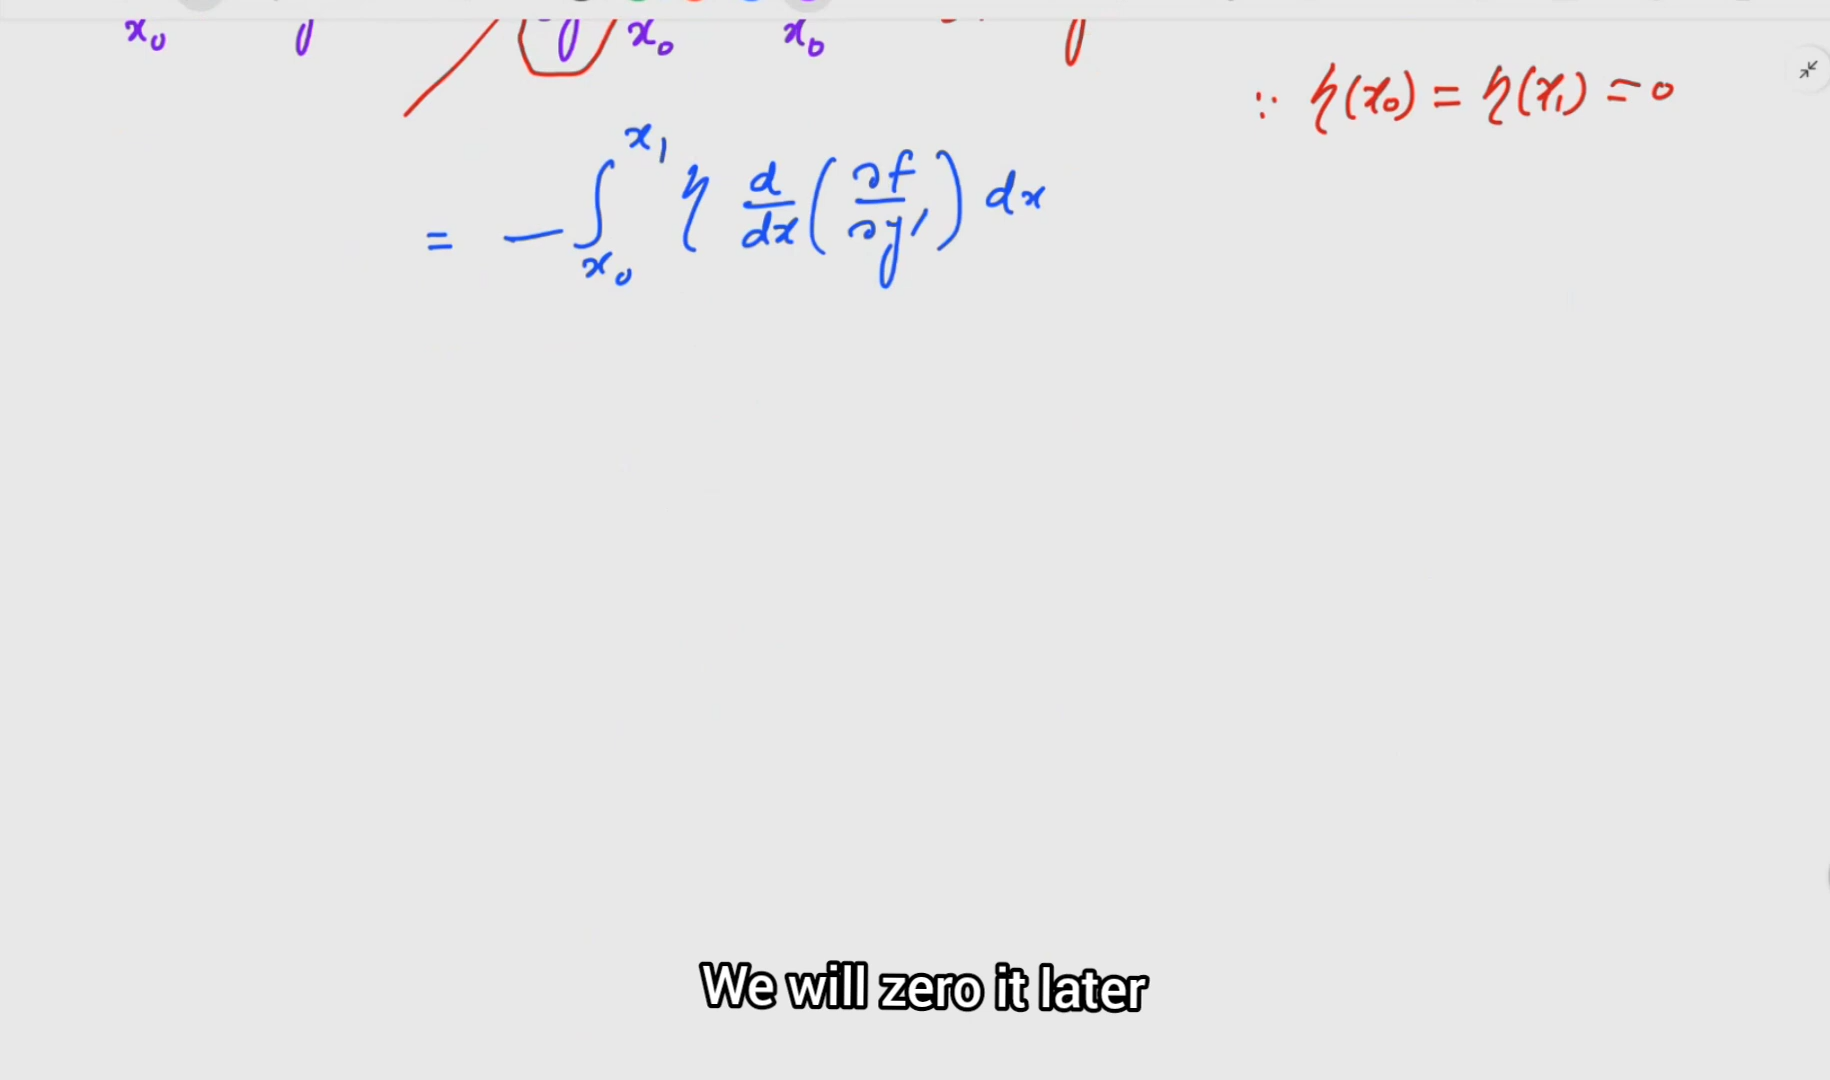 x₀ y x₀ x₀ y
∵ η(x₀) = η(x₁) = 0
= - ∫_{x₀}^{x₁} η d/dx (∂f/∂y') dx
We will zero it later